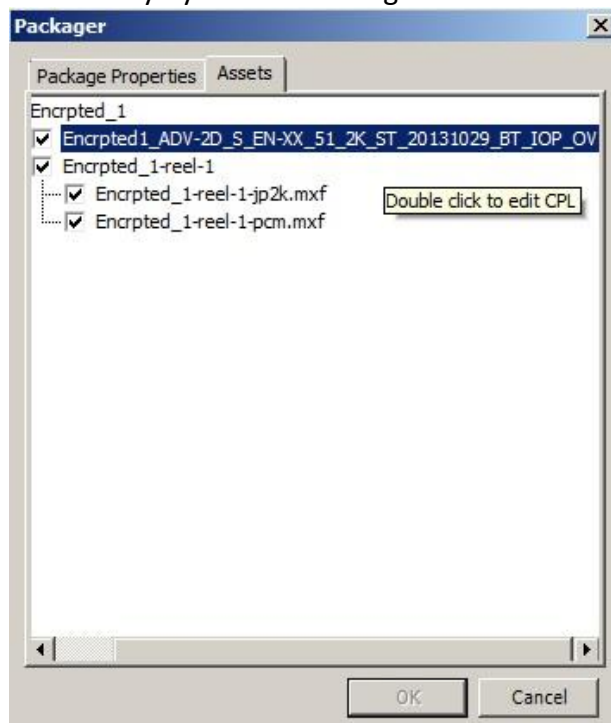 Packager
Package Properties Assets
Encrpted_1
Encrpted1_ADV-2D_S_EN-XX_51_2K_ST_20131029_BT_IOP_OV
Encrpted_1-reel-1
Encrpted_1-reel-1-jp2k.mxf
Double click to edit CPL
Encrpted_1-reel-1-pcm.mxf
OK Cancel